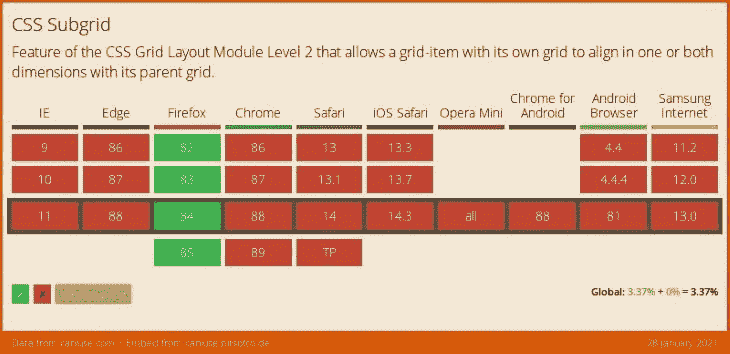 CSS Subgrid
Feature of the CSS Grid Layout Module Level 2 that allows a grid-item with its own grid to align in one or both
dimensions with its parent grid.
IE Edge Firefox Chrome Safari iOS Safari Opera Mini Chrome for Android Android Browser Samsung Internet
9 86 82 86 13 13.3 4.4 11.2
10 87 83 87 13.1 13.7 4.4.4 12.0
11 88 84 88 14 14.3 all 88 81 13.0
85 89 TP
✓ ✗
Global: 3.37% + 0% = 3.37%
Data from caniuse.com · Embed from caniuse.bitsofco.de 28 January 2021